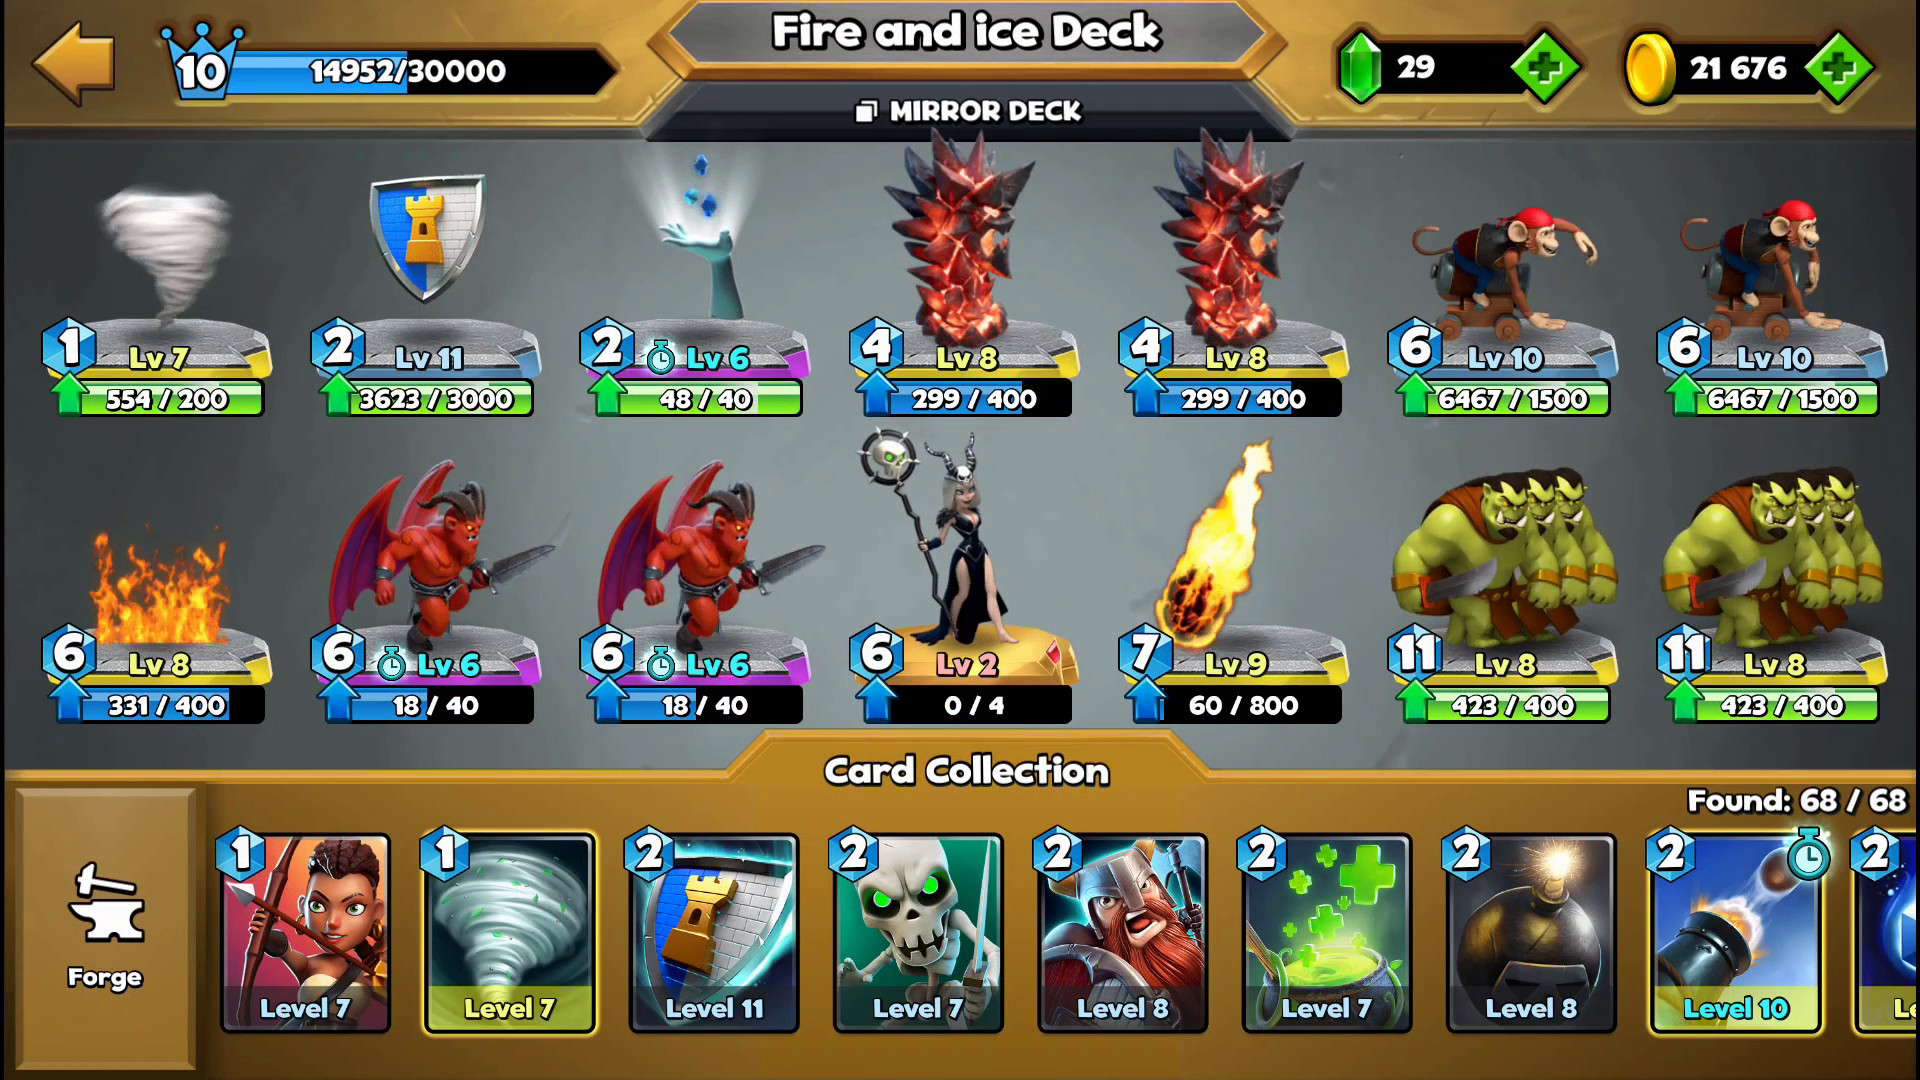 10
14952/30000
Fire and ice Deck
29
21 676
MIRROR DECK
1 Lv 7
554 / 200
2 Lv 11
3623 / 3000
2 Lv 6
48 / 40
4 Lv 8
299 / 400
4 Lv 8
299 / 400
6 Lv 10
6467 / 1500
6 Lv 10
6467 / 1500
6 Lv 8
331 / 400
6 Lv 6
18 / 40
6 Lv 6
18 / 40
6 Lv 2
0 / 4
7 Lv 9
60 / 800
11 Lv 8
423 / 400
11 Lv 8
423 / 400
Card Collection
Found: 68 / 68
Forge
1
Level 7
1
Level 7
2
Level 11
2
Level 7
2
Level 8
2
Level 7
2
Level 8
2
Level 10
2